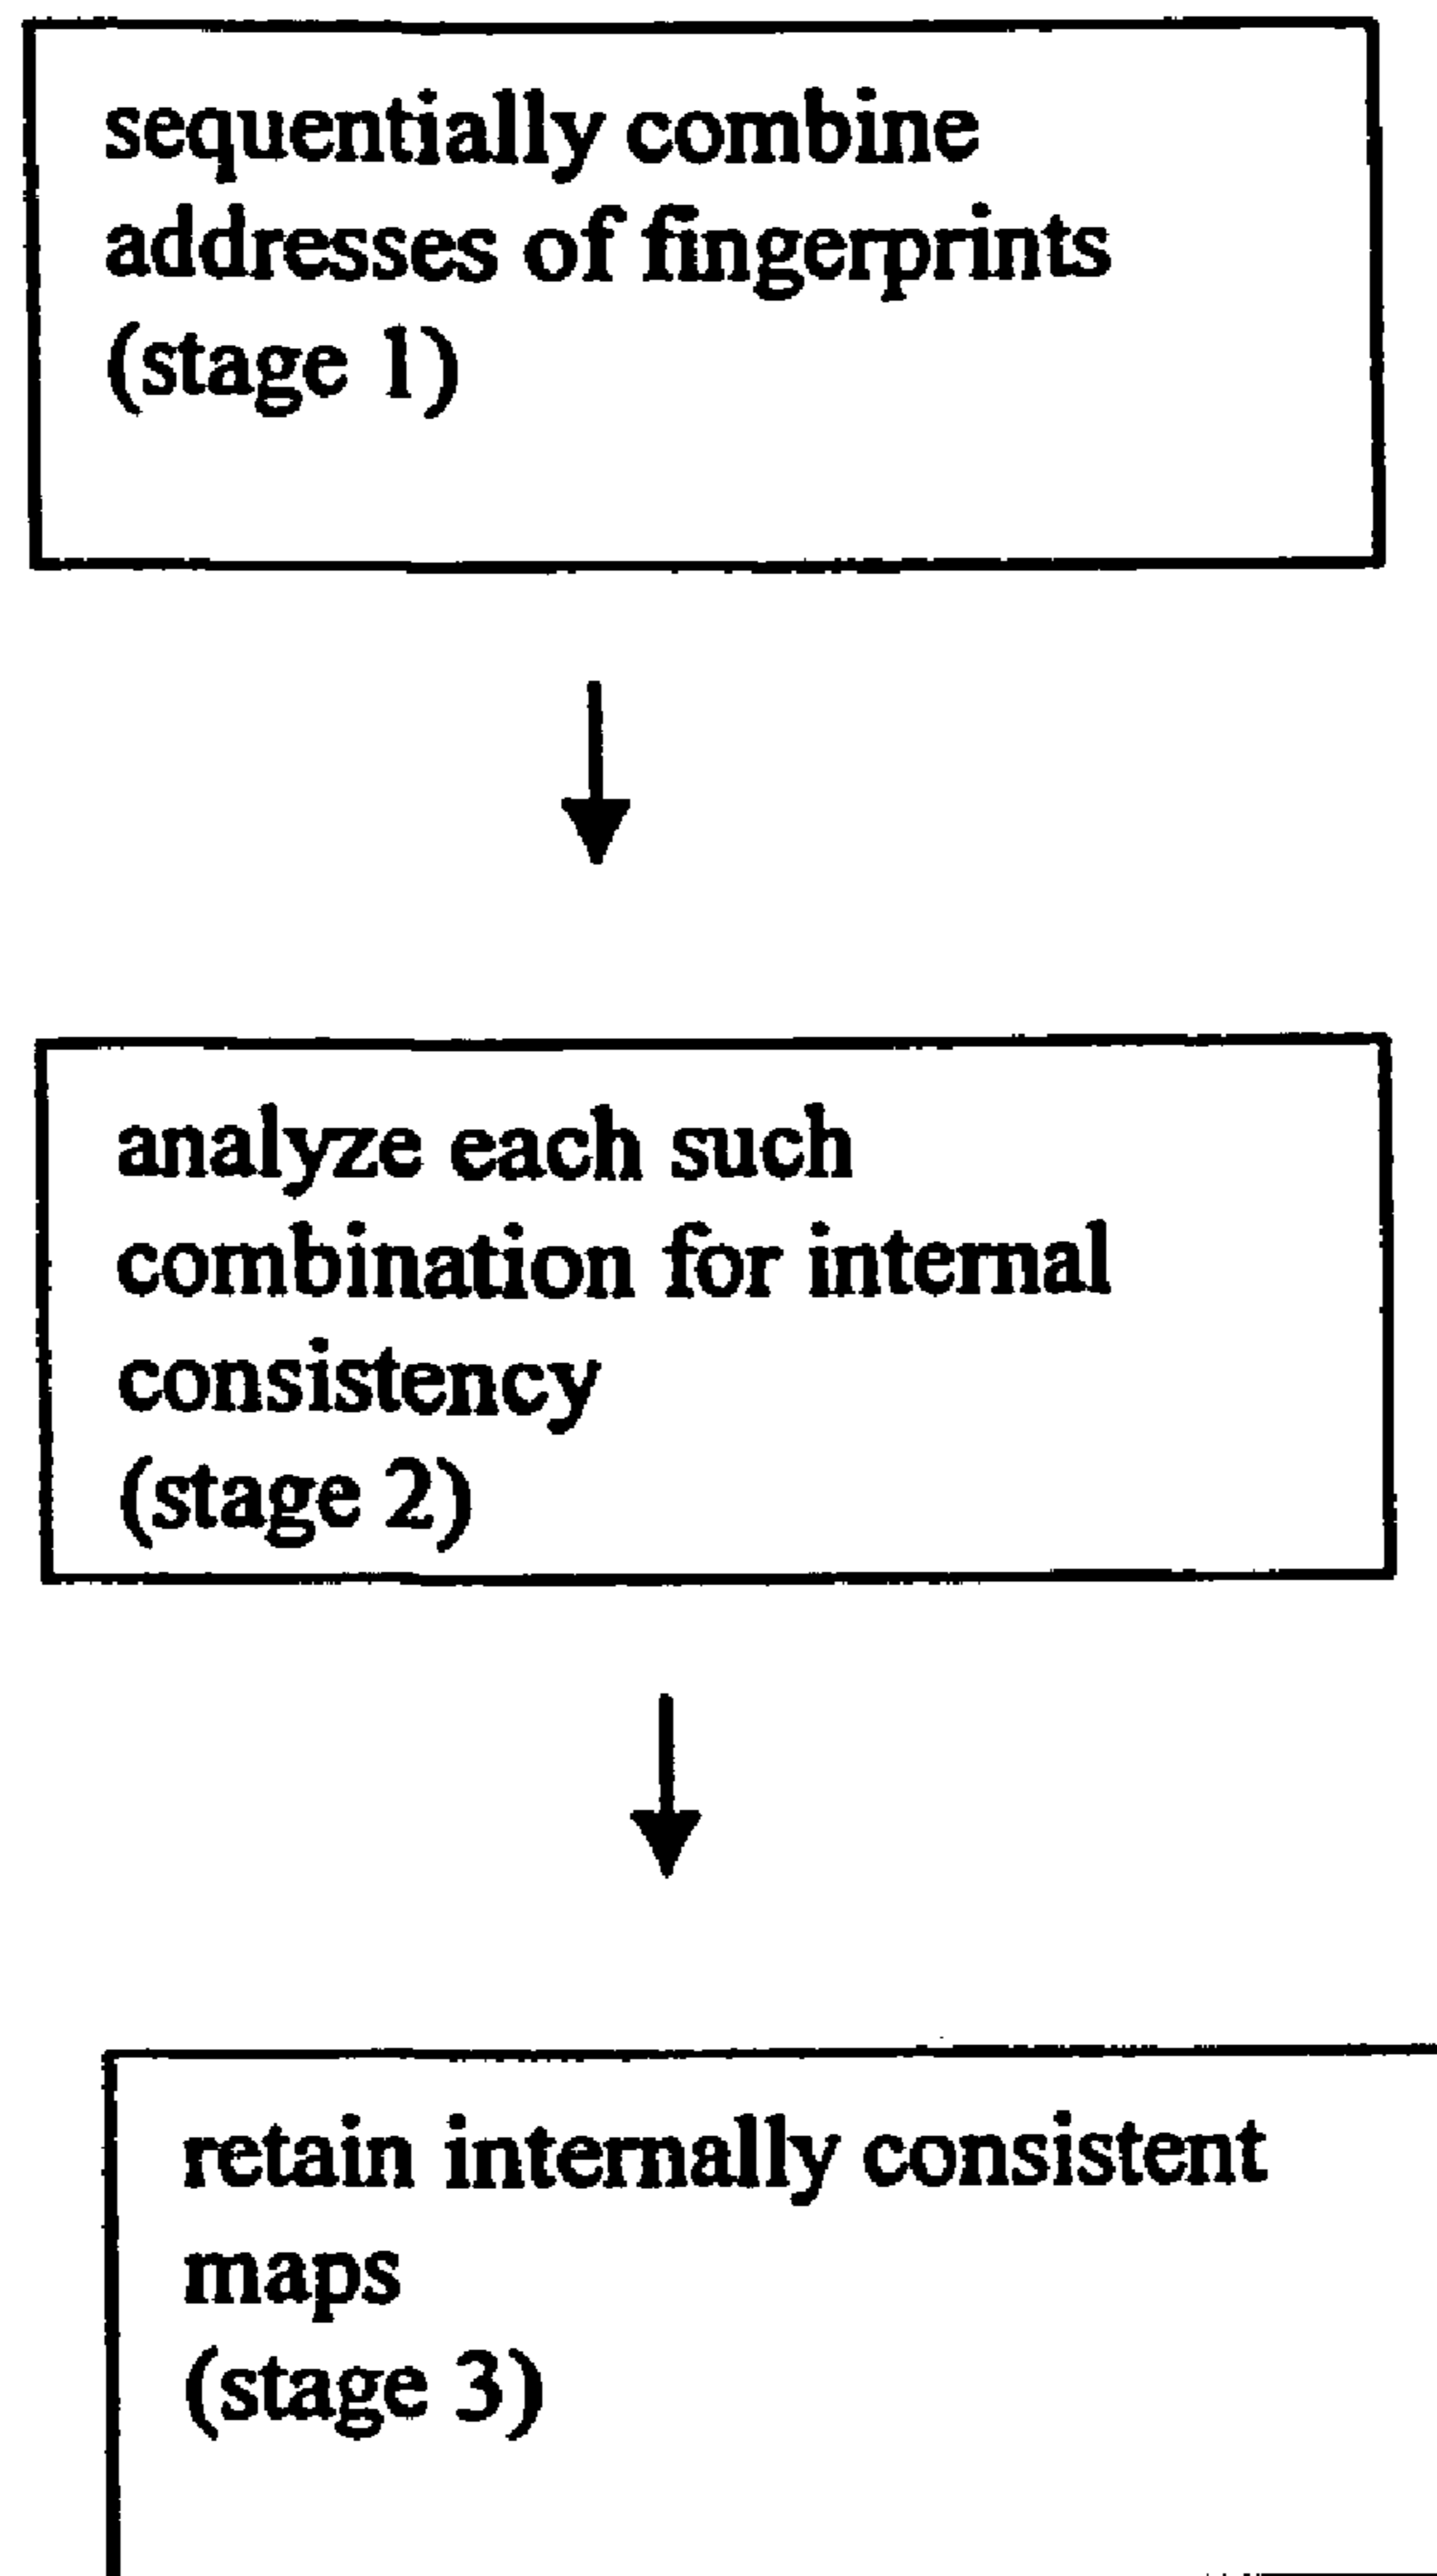 sequentially combine
addresses of fingerprints
(stage 1)
analyze each such
combination for internal
consistency
(stage 2)
retain internally consistent
maps
(stage 3)